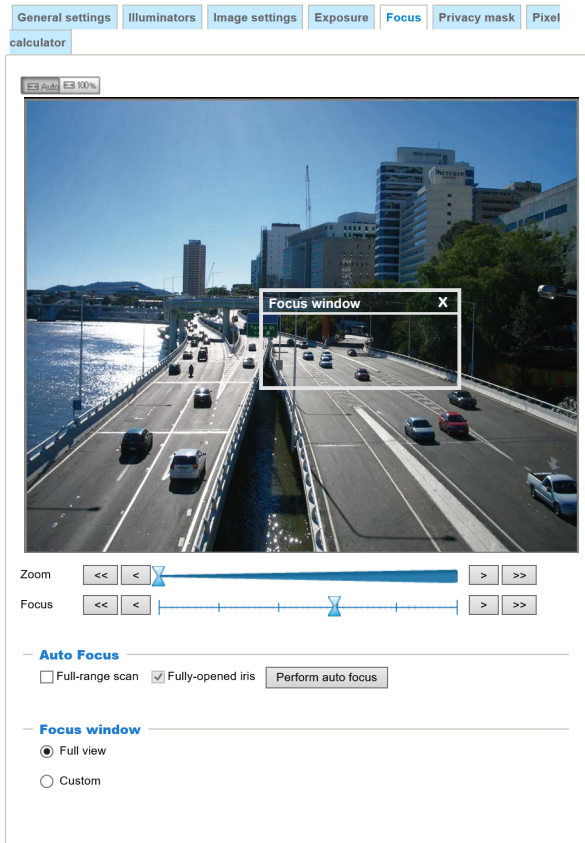 General settings Illuminators Image settings Exposure Focus Privacy mask Pixel
calculator
Auto 100%
Mercure
Focus window X
Zoom << < > >>
Focus << < > >>
Auto Focus
Full-range scan Fully-opened iris Perform auto focus
Focus window
Full view
Custom